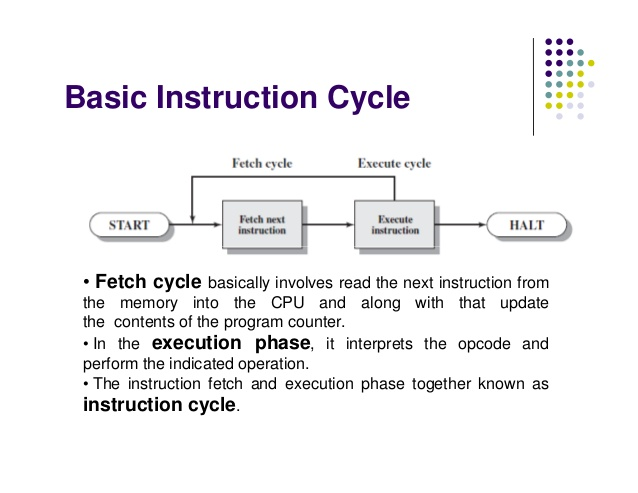 Basic Instruction Cycle
Fetch cycle Execute cycle
START Fetch next instruction Execute instruction HALT
• Fetch cycle basically involves read the next instruction from
the memory into the CPU and along with that update
the contents of the program counter.
• In the execution phase, it interprets the opcode and
perform the indicated operation.
• The instruction fetch and execution phase together known as
instruction cycle.